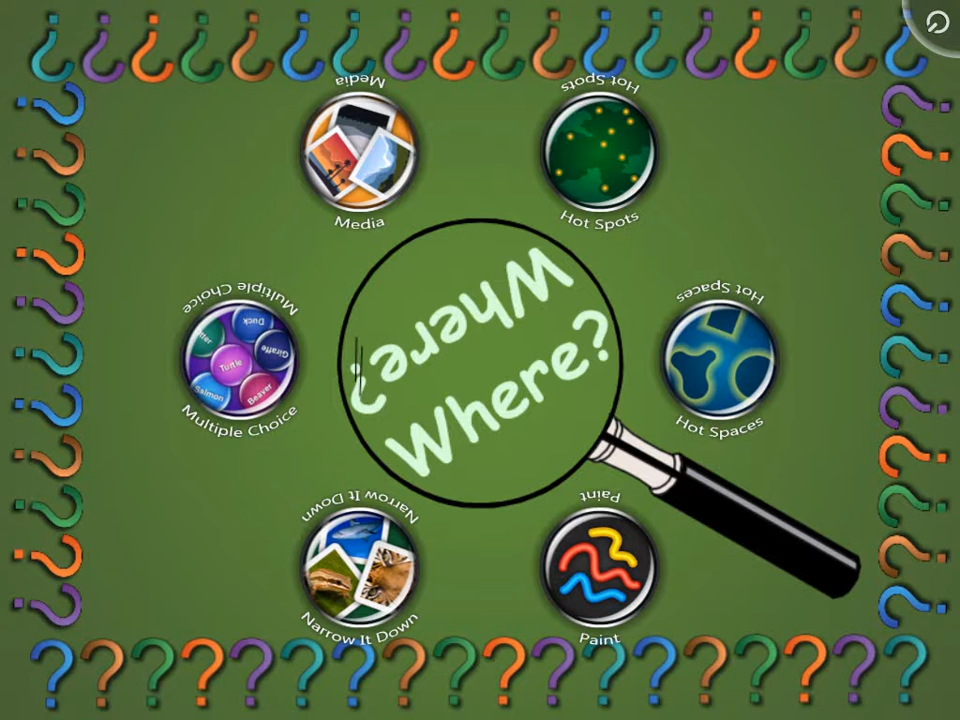 Media
Media
Hot Spots
Hot Spots
Multiple Choice
Duck
Giraffe
Turtle
Salmon
Beaver
Multiple Choice
Where?
Where?
Hot Spaces
Hot Spaces
Narrow It Down
Narrow It Down
Paint
Paint